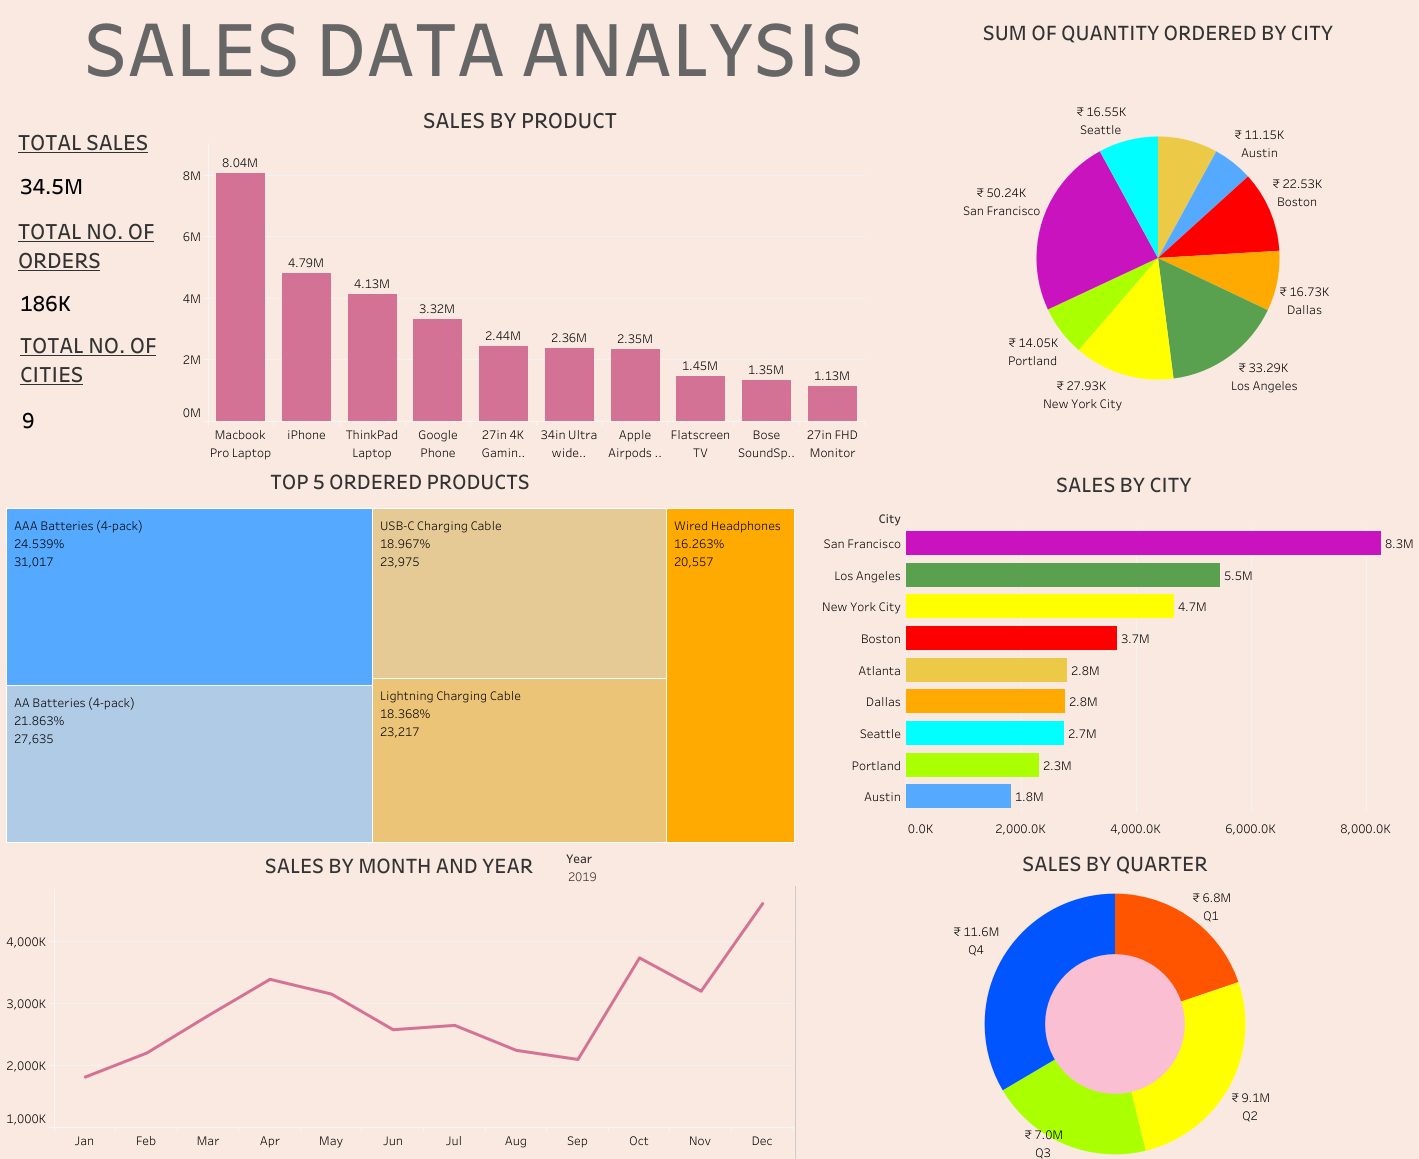 SALES DATA ANALYSIS
TOTAL SALES
34.5M
TOTAL NO. OF
ORDERS
186K
TOTAL NO. OF
CITIES
9
SALES BY PRODUCT
8M
6M
4M
2M
0M
8.04M
4.79M
4.13M
3.32M
2.44M
2.36M
2.35M
1.45M
1.35M
1.13M
Macbook
Pro Laptop
iPhone
ThinkPad
Laptop
Google
Phone
27in 4K
Gamin..
34in Ultra
wide..
Apple
Airpods ..
Flatscreen
TV
Bose
SoundSp..
27in FHD
Monitor
SUM OF QUANTITY ORDERED BY CITY
₹ 16.55K
Seattle
₹ 11.15K
Austin
₹ 22.53K
Boston
₹ 50.24K
San Francisco
₹ 16.73K
Dallas
₹ 14.05K
Portland
₹ 33.29K
Los Angeles
₹ 27.93K
New York City
TOP 5 ORDERED PRODUCTS
AAA Batteries (4-pack)
24.539%
31,017
AA Batteries (4-pack)
21.863%
27,635
USB-C Charging Cable
18.967%
23,975
Lightning Charging Cable
18.368%
23,217
Wired Headphones
16.263%
20,557
SALES BY CITY
City
San Francisco 8.3M
Los Angeles 5.5M
New York City 4.7M
Boston 3.7M
Atlanta 2.8M
Dallas 2.8M
Seattle 2.7M
Portland 2.3M
Austin 1.8M
0.0K 2,000.0K 4,000.0K 6,000.0K 8,000.0K
SALES BY MONTH AND YEAR
Year
2019
4,000K
3,000K
2,000K
1,000K
Jan Feb Mar Apr May Jun Jul Aug Sep Oct Nov Dec
SALES BY QUARTER
₹ 6.8M
Q1
₹ 11.6M
Q4
₹ 9.1M
Q2
₹ 7.0M
Q3